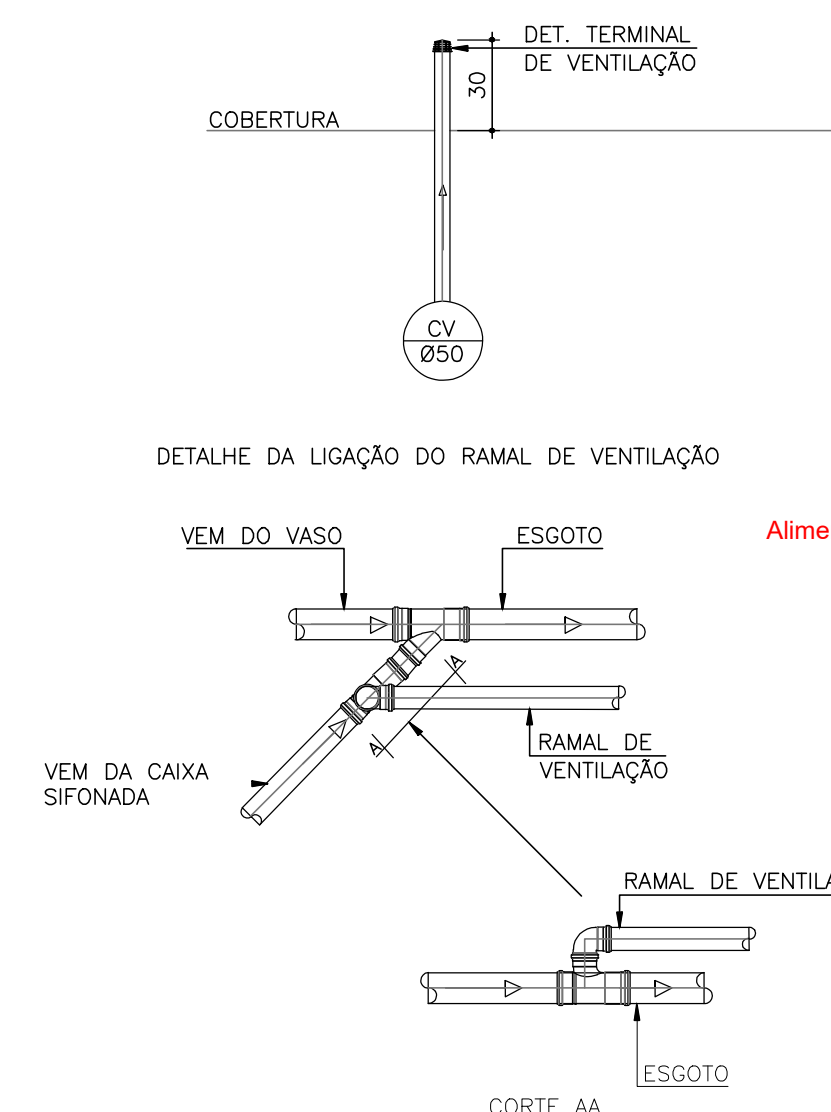 DET. TERMINAL
DE VENTILAÇÃO
30
COBERTURA
CV
Ø50
DETALHE DA LIGAÇÃO DO RAMAL DE VENTILAÇÃO
VEM DO VASO
ESGOTO
Alime
A
A
RAMAL DE
VENTILAÇÃO
VEM DA CAIXA
SIFONADA
RAMAL DE VENTILA
ESGOTO
CORTE AA